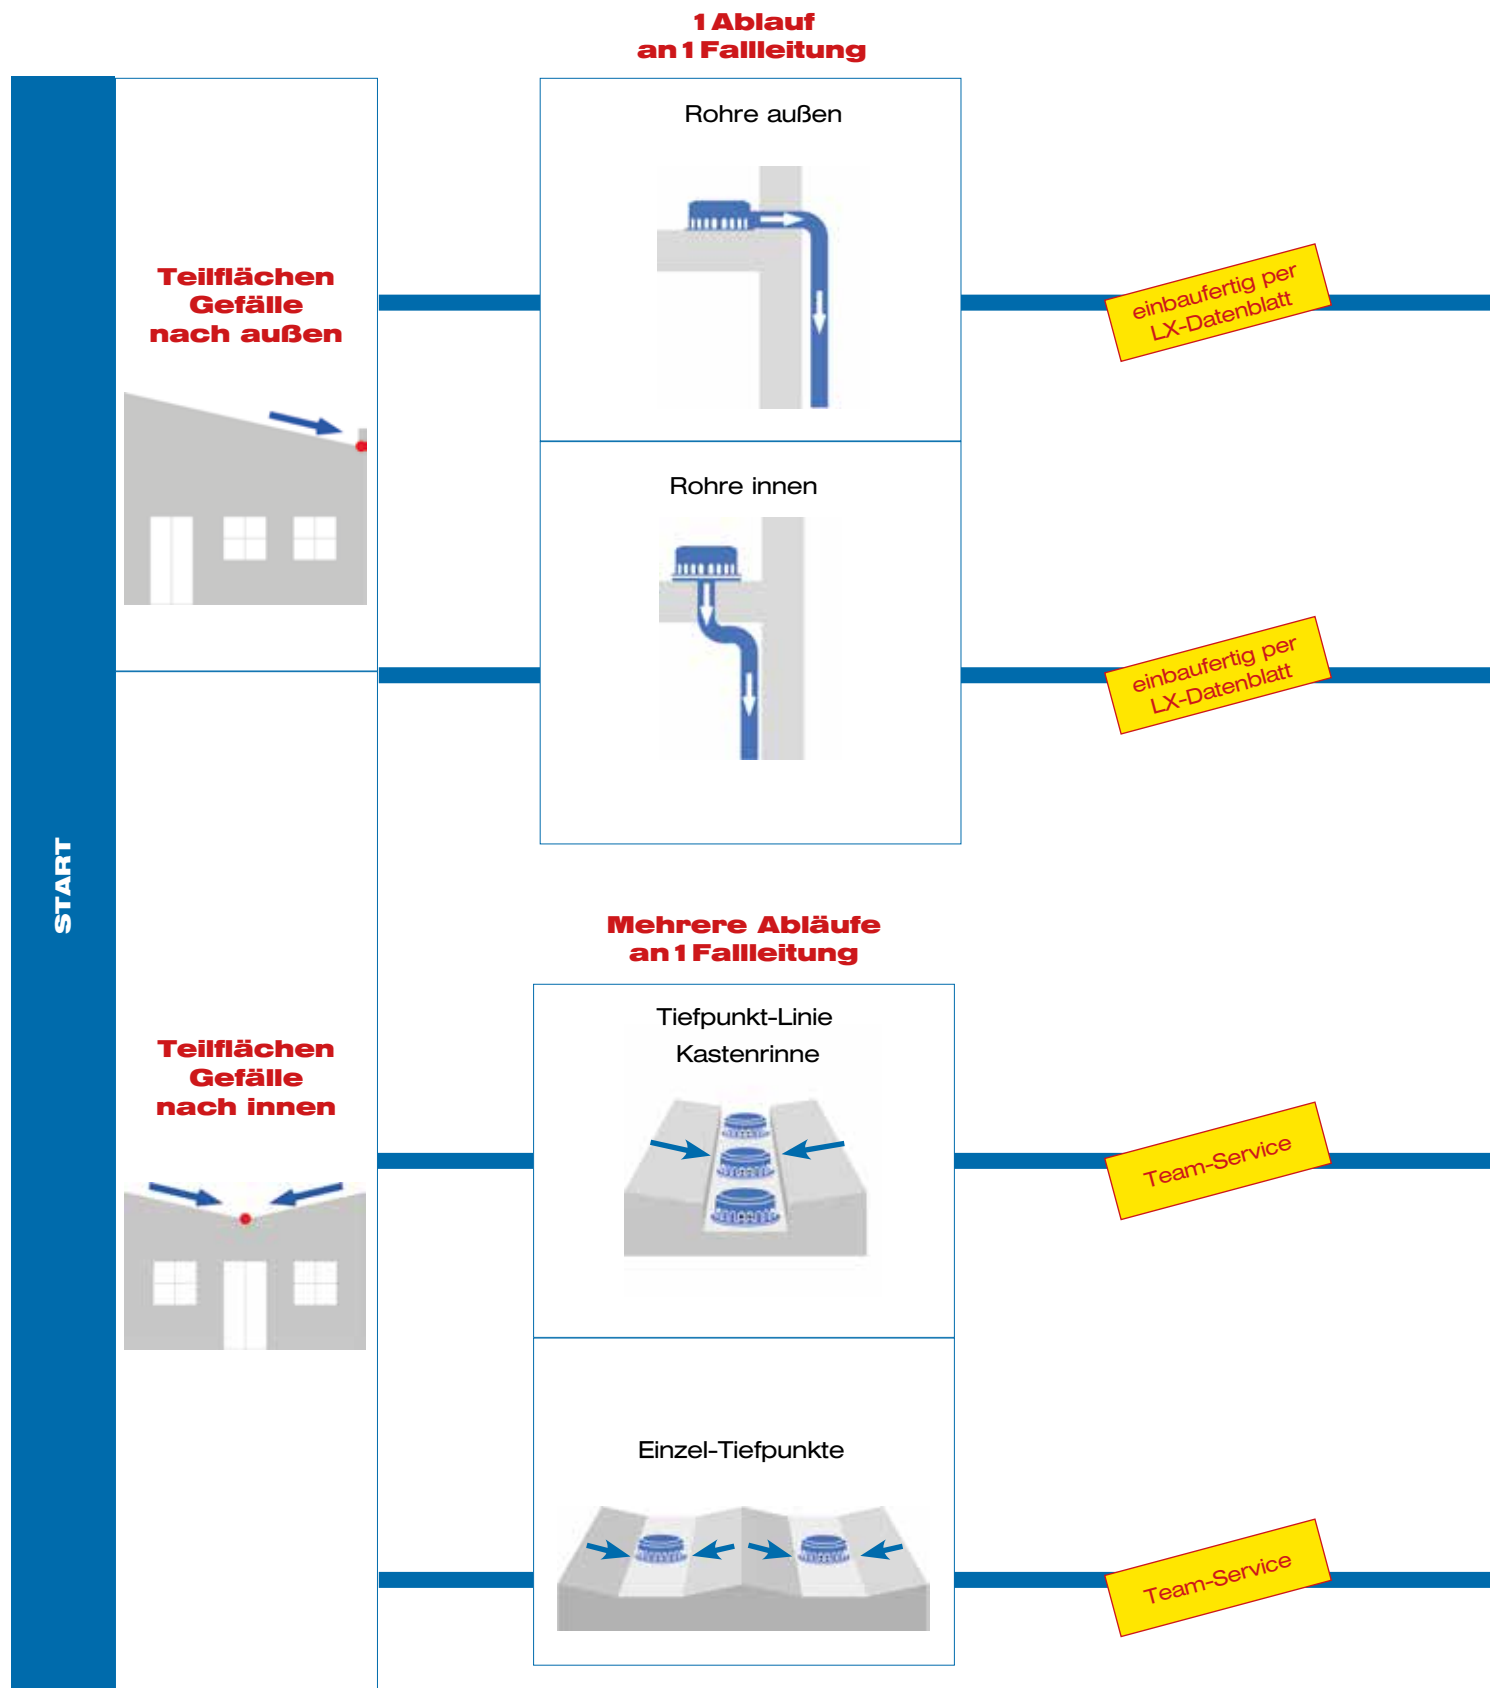 START
Teilflächen
Gefälle
nach außen
1 Ablauf
an 1 Fallleitung
Rohre außen
einbaufertig per
LX-Datenblatt
Rohre innen
einbaufertig per
LX-Datenblatt
Teilflächen
Gefälle
nach innen
Mehrere Abläufe
an 1 Fallleitung
Tiefpunkt-Linie
Kastenrinne
Team-Service
Einzel-Tiefpunkte
Team-Service